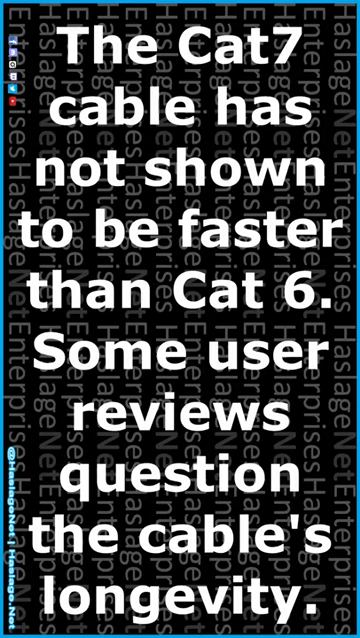 The Cat7
cable has
not shown
to be faster
than Cat 6.
Some user
reviews
question
the cable's
longevity.
@HaslageNet | Haslage.Net
HaslageNetEnterprises